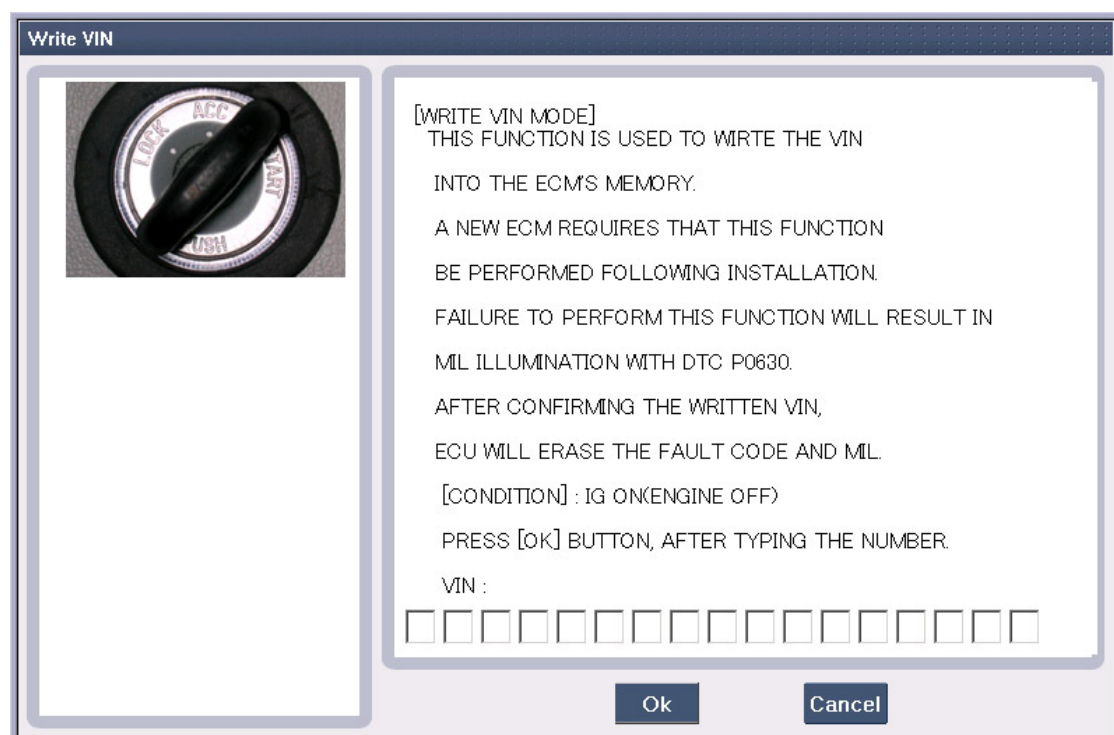 Write VIN
ACC
LOCK
START
PUSH
[WRITE VIN MODE]
THIS FUNCTION IS USED TO WIRTE THE VIN
INTO THE ECM'S MEMORY.
A NEW ECM REQUIRES THAT THIS FUNCTION
BE PERFORMED FOLLOWING INSTALLATION.
FAILURE TO PERFORM THIS FUNCTION WILL RESULT IN
MIL ILLUMINATION WITH DTC P0630.
AFTER CONFIRMING THE WRITTEN VIN,
ECU WILL ERASE THE FAULT CODE AND MIL.
[CONDITION] : IG ON(ENGINE OFF)
PRESS [OK] BUTTON, AFTER TYPING THE NUMBER.
VIN :
Ok
Cancel